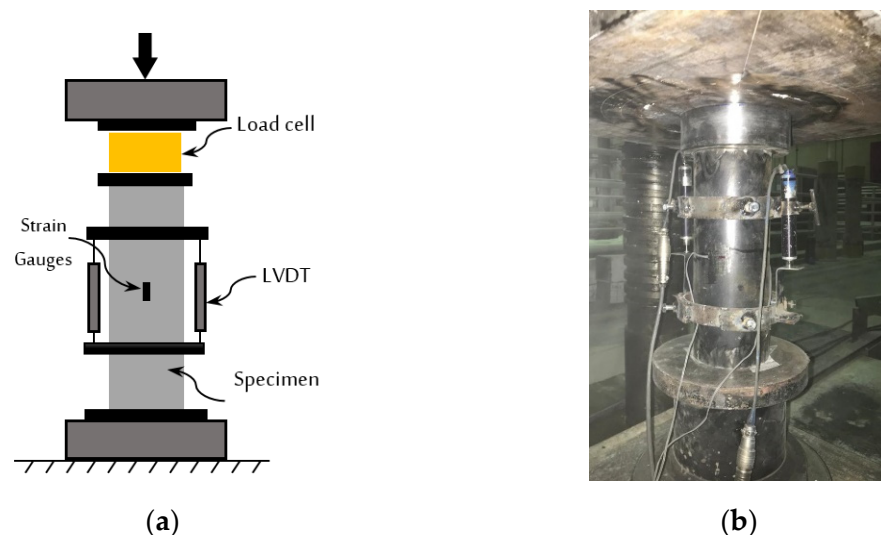 Load cell
Strain
Gauges
LVDT
Specimen
(a)
(b)